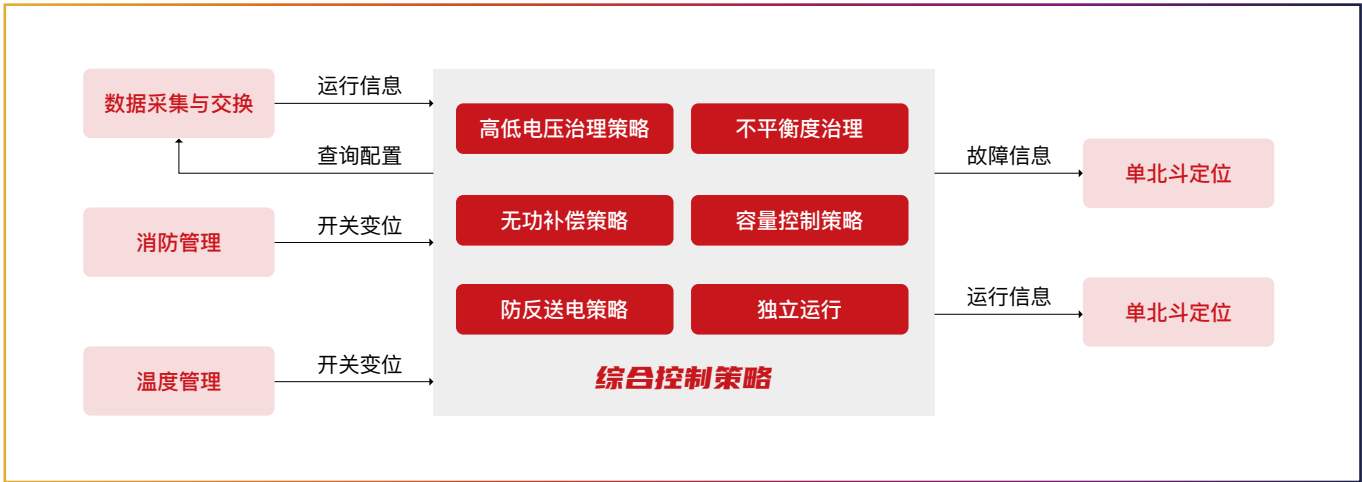 数据采集与交换
运行信息
查询配置
消防管理
开关变位
温度管理
开关变位
高低电压治理策略
不平衡度治理
无功补偿策略
容量控制策略
防反送电策略
独立运行
综合控制策略
故障信息
单北斗定位
运行信息
单北斗定位